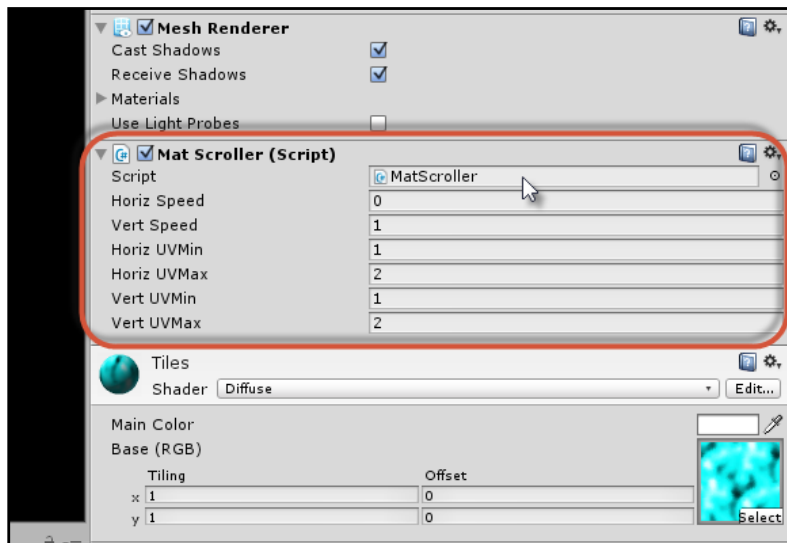 Mesh Renderer
Cast Shadows
Receive Shadows
Materials
Use Light Probes
Mat Scroller (Script)
Script MatScroller
Horiz Speed 0
Vert Speed 1
Horiz UVMin 1
Horiz UVMax 2
Vert UVMin 1
Vert UVMax 2
Tiles
Shader Diffuse Edit...
Main Color
Base (RGB)
Tiling Offset
x 1 0
y 1 0
Select